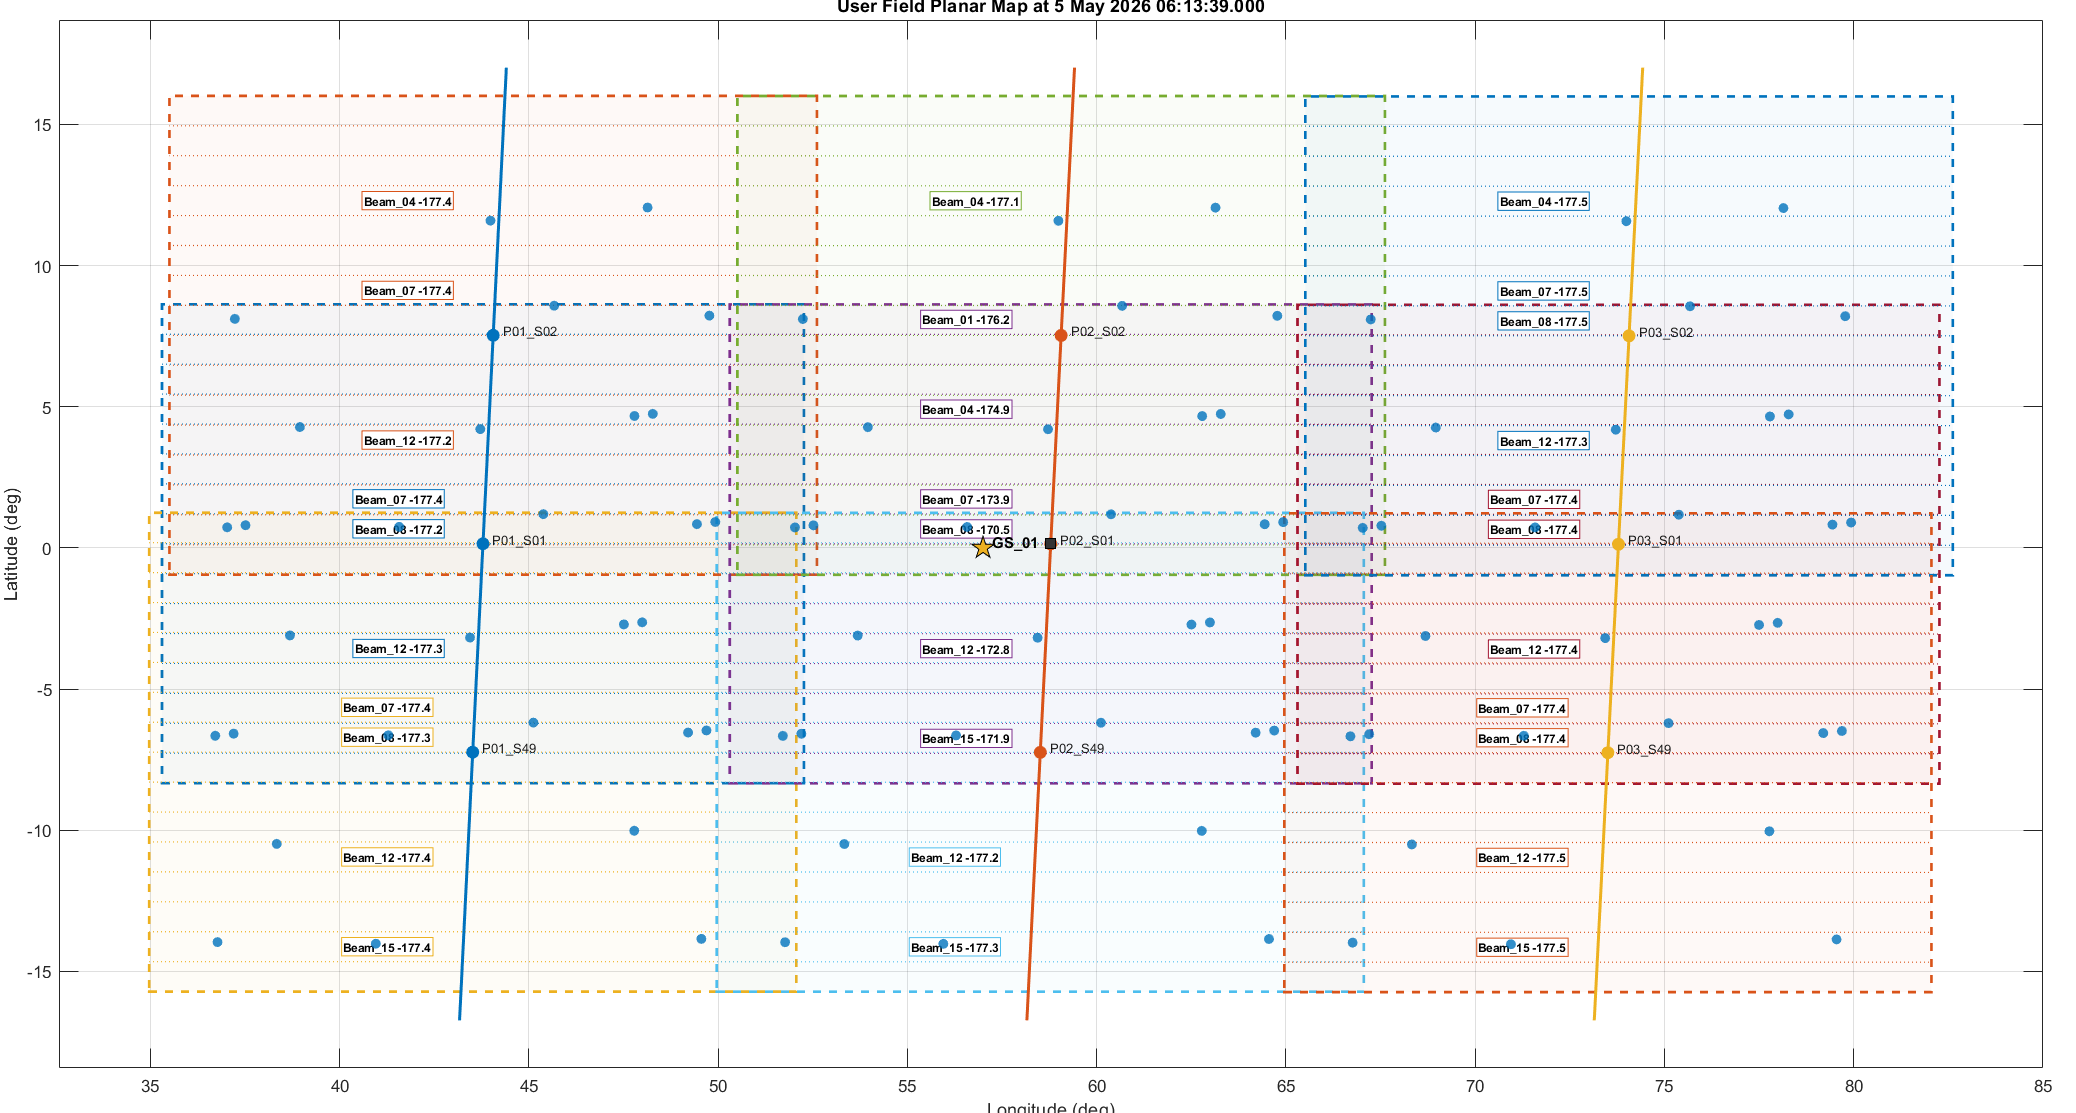 User Field Planar Map at 5 May 2026 06:13:39.000
15
10
5
0
-5
-10
-15
Latitude (deg)
Beam_04 -177.4
Beam_04 -177.1
Beam_04 -177.5
Beam_07 -177.4
Beam_07 -177.5
Beam_01 -176.2
Beam_08 -177.5
P01_S02
P02_S02
P03_S02
Beam_04 -174.9
Beam_12 -177.2
Beam_12 -177.3
Beam_07 -177.4
Beam_07 -173.9
Beam_07 -177.4
Beam_08 -177.2
Beam_08 -170.5
Beam_08 -177.4
P01_S01
GS_01
P02_S01
P03_S01
Beam_12 -177.3
Beam_12 -172.8
Beam_12 -177.4
Beam_07 -177.4
Beam_07 -177.4
Beam_08 -177.3
Beam_15 -171.9
Beam_08 -177.4
P01_S49
P02_S49
P03_S49
Beam_12 -177.4
Beam_12 -177.2
Beam_12 -177.5
Beam_15 -177.4
Beam_15 -177.3
Beam_15 -177.5
35
40
45
50
55
60
65
70
75
80
85
Longitude (deg)